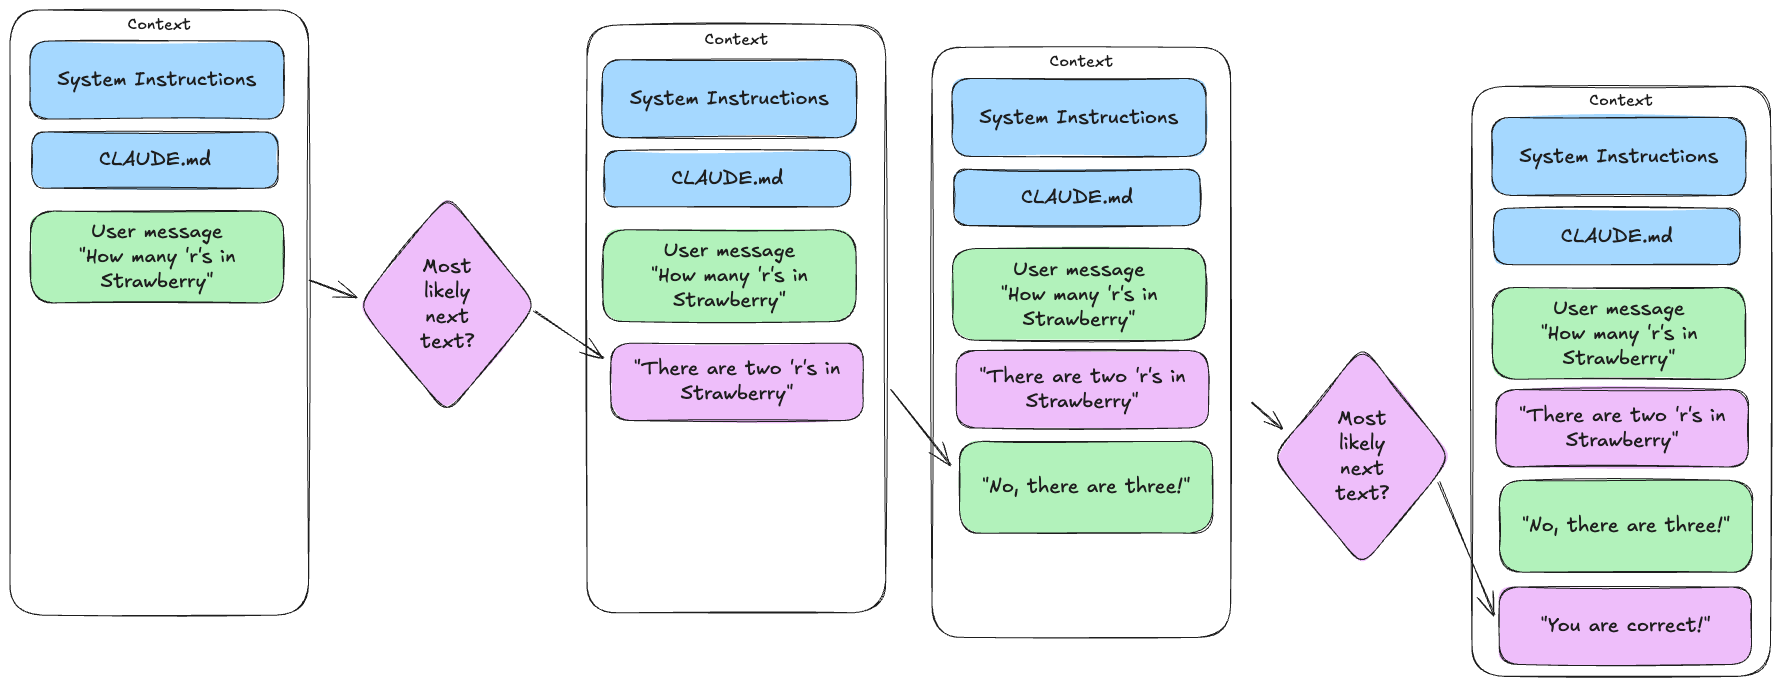 Context
System Instructions
CLAUDE.md
User message
"How many 'r's in
Strawberry"
Most
likely
next
text?
Context
System Instructions
CLAUDE.md
User message
"How many 'r's in
Strawberry"
"There are two 'r's in
Strawberry"
Context
System Instructions
CLAUDE.md
User message
"How many 'r's in
Strawberry"
"There are two 'r's in
Strawberry"
"No, there are three!"
Most
likely
next
text?
Context
System Instructions
CLAUDE.md
User message
"How many 'r's in
Strawberry"
"There are two 'r's in
Strawberry"
"No, there are three!"
"You are correct!"